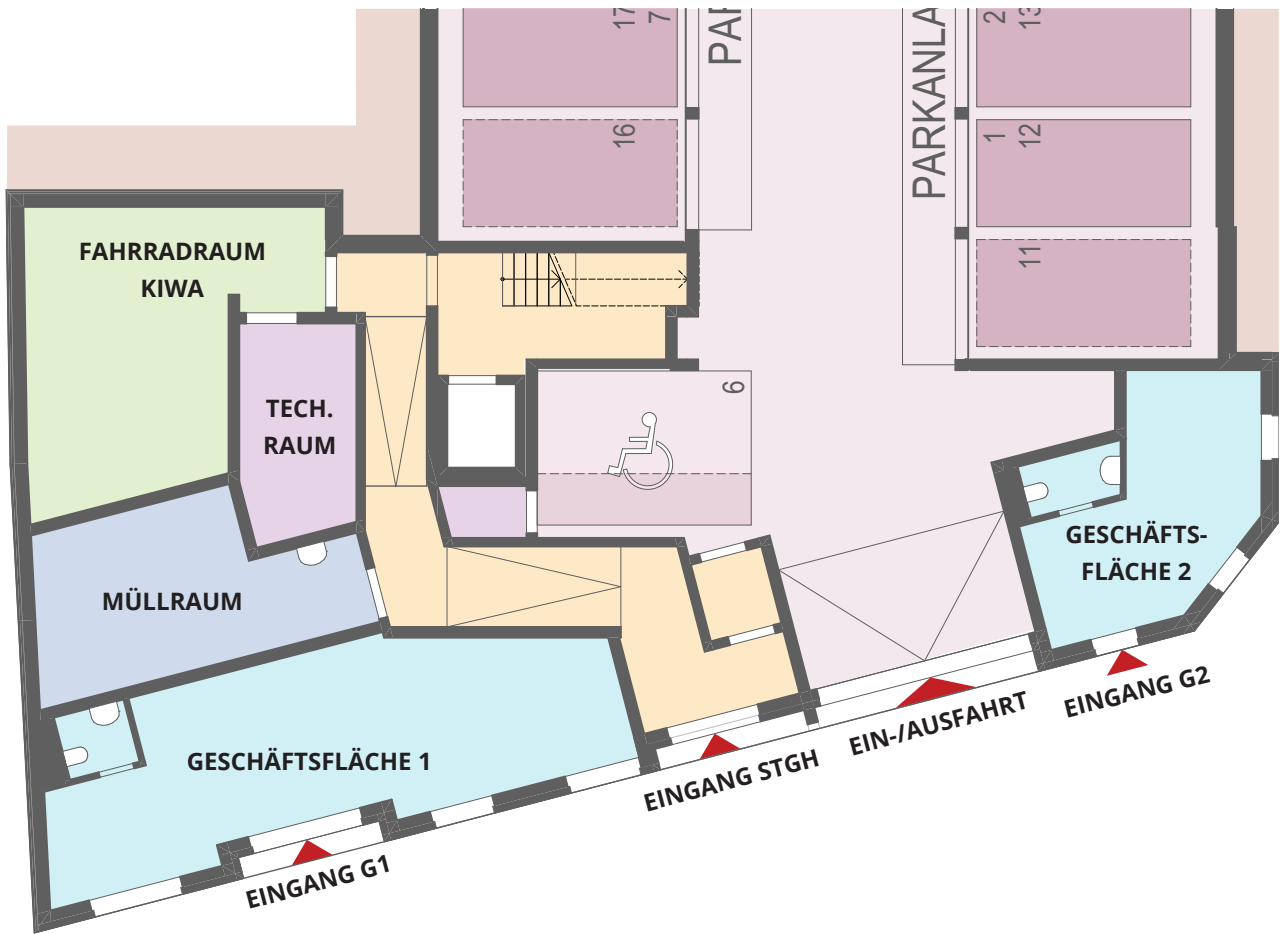 17
7
PAR
PARKANLA
2
13
16
1
12
11
FAHRRADRAUM
KIWA
TECH.
RAUM
6
GESCHÄFTS-
FLÄCHE 2
MÜLLRAUM
GESCHÄFTSFLÄCHE 1
EINGANG G2
EIN-/AUSFAHRT
EINGANG STGH
EINGANG G1